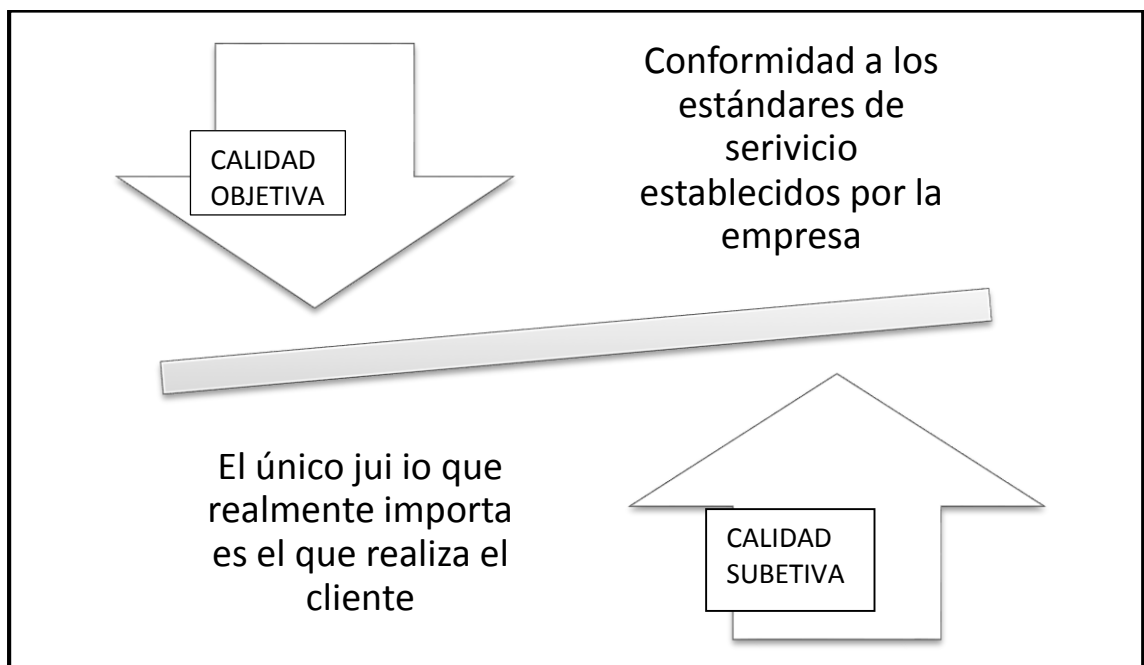 CALIDAD
OBJETIVA
Conformidad a los
estándares de
serivicio
establecidos por la
empresa
El único jui io que
realmente importa
es el que realiza el
cliente
CALIDAD
SUBETIVA